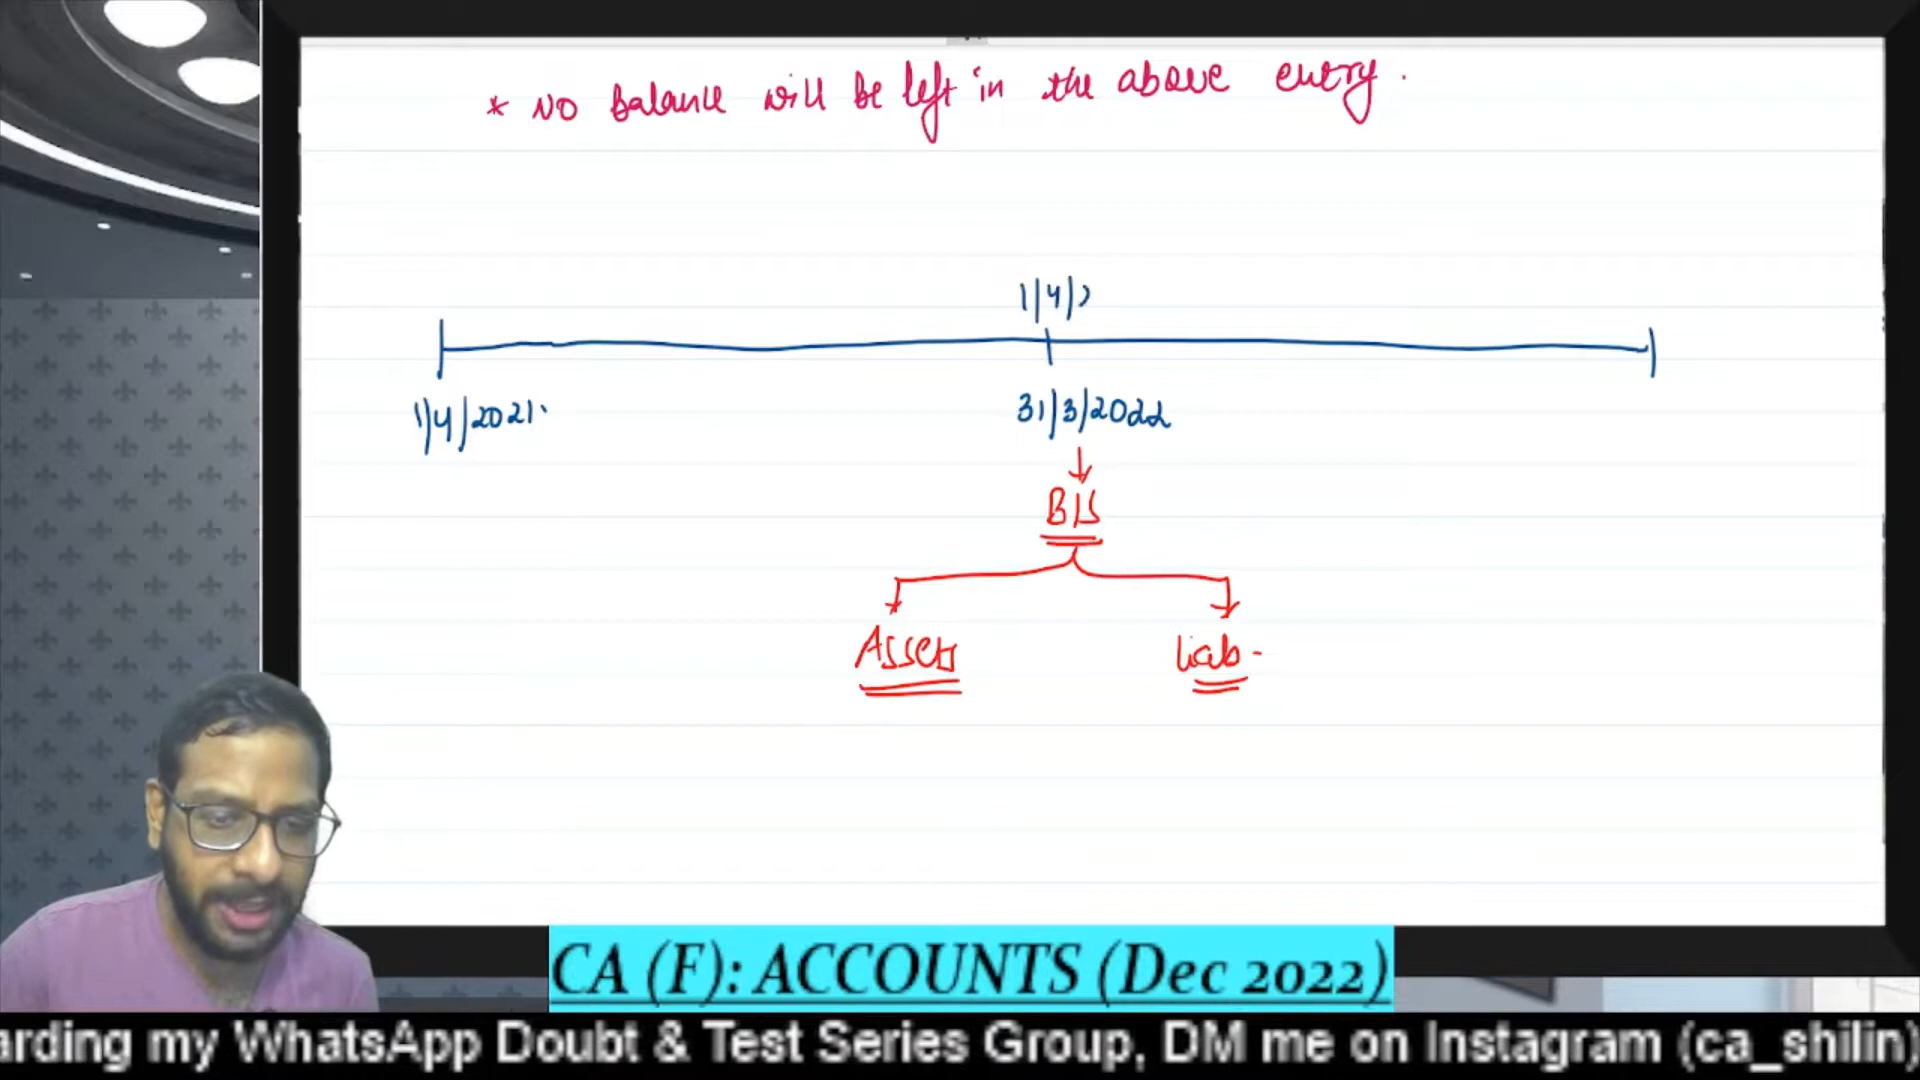 * No Balance will be left in the above entry.
1/4/2
1/4/2021.
31/3/2022
B/S
Assets
Liab.
CA (F): ACCOUNTS (Dec 2022)
arding my WhatsApp Doubt & Test Series Group, DM me on Instagram (ca_shilin)